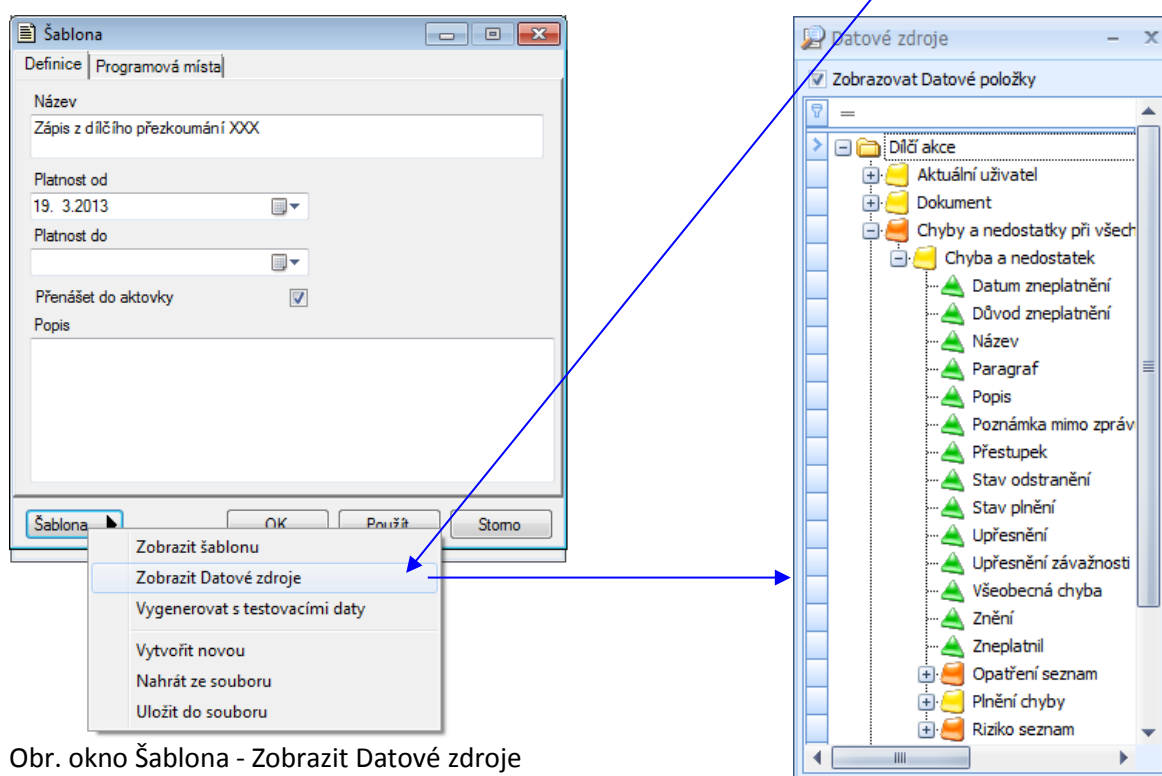 Šablona
Definice Programová místa
Název
Zápis z dílčího přezkoumání XXX
Platnost od
19. 3.2013
Platnost do
Přenášet do aktovky
Popis
Šablona OK Použít Storno
Zobrazit šablonu
Zobrazit Datové zdroje
Vygenerovat s testovacími daty
Vytvořit novou
Nahrát ze souboru
Uložit do souboru
Obr. okno Šablona - Zobrazit Datové zdroje
Datové zdroje
Zobrazovat Datové položky
=
Dílčí akce
Aktuální uživatel
Dokument
Chyby a nedostatky při všech
Chyba a nedostatek
Datum zneplatnění
Důvod zneplatnění
Název
Paragraf
Popis
Poznámka mimo zpráv
Přestupek
Stav odstranění
Stav plnění
Upřesnění
Upřesnění závažnosti
Všeobecná chyba
Znění
Zneplatnil
Opatření seznam
Plnění chyby
Riziko seznam